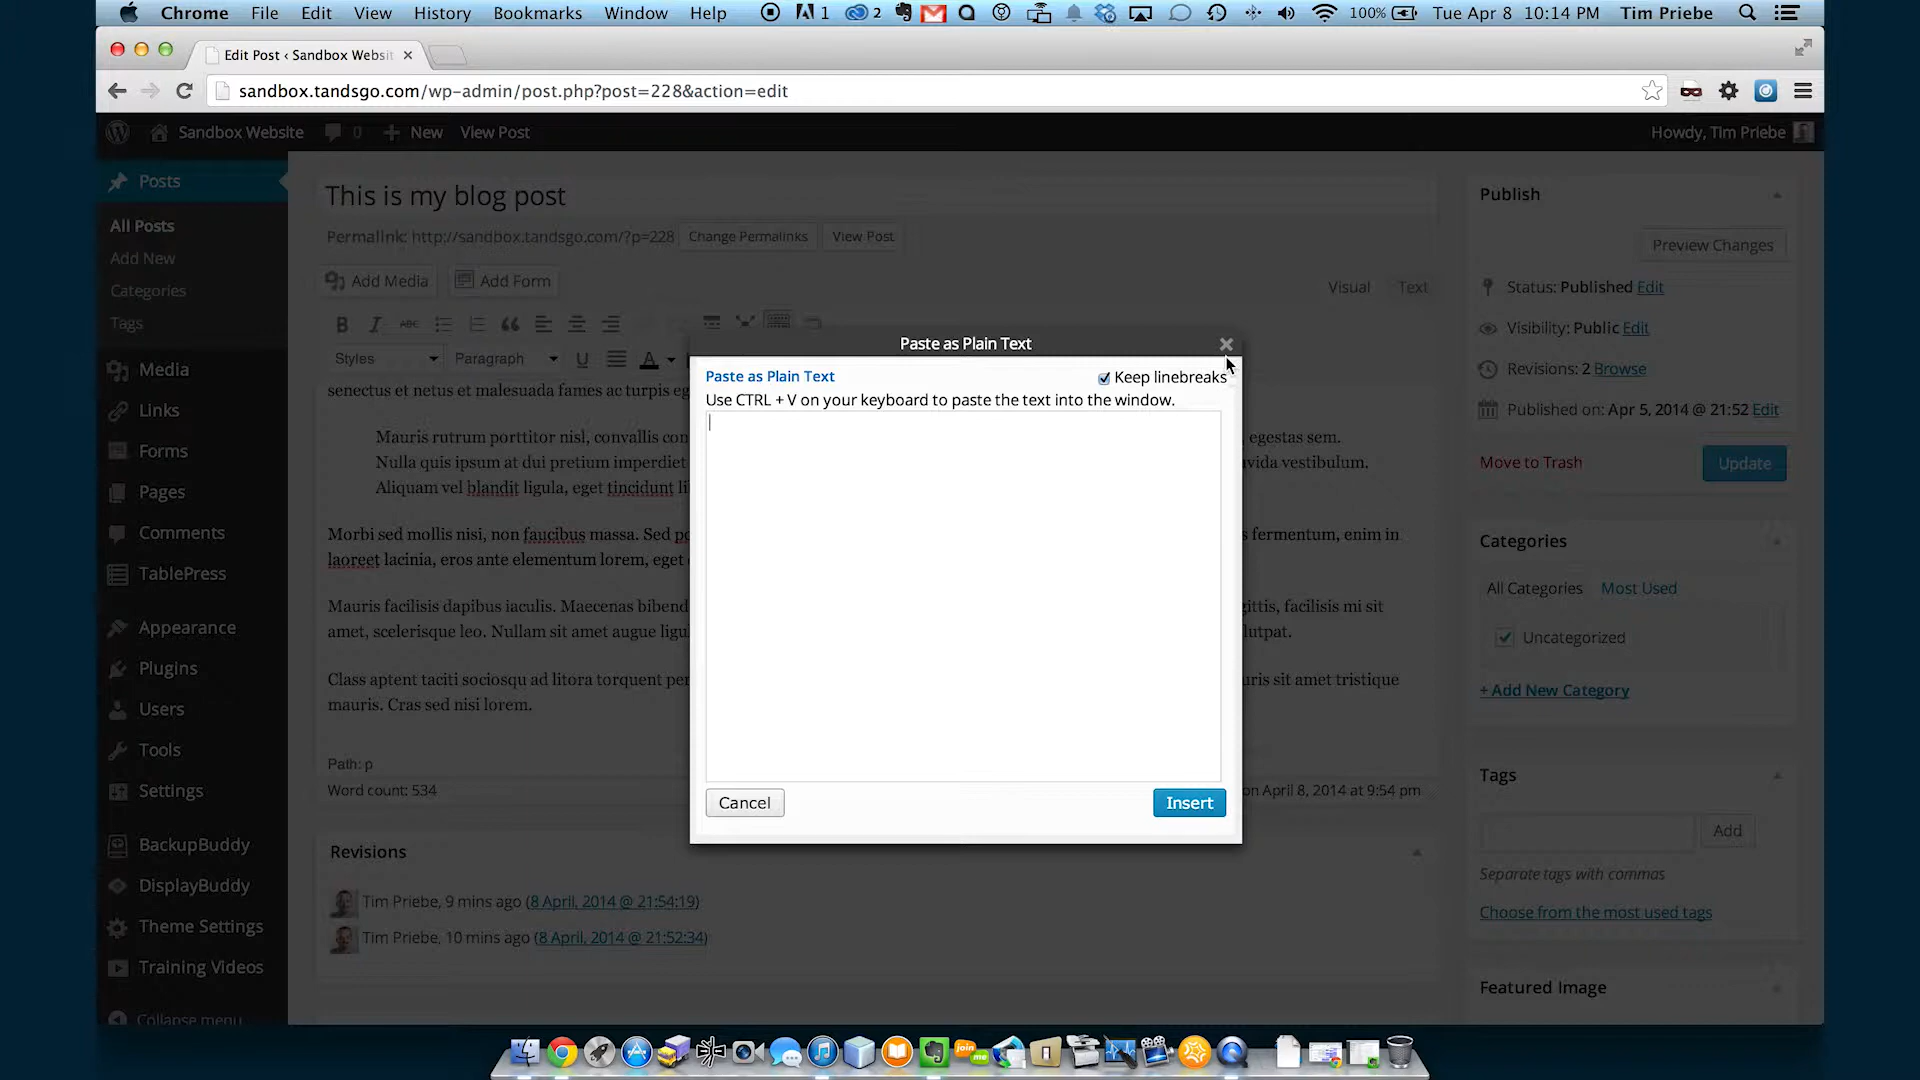 Chrome File Edit View History Bookmarks Window Help 1 2 100% Tue Apr 8 10:14 PM Tim Priebe
Edit Post ‹ Sandbox Websit
sandbox.tandsgo.com/wp-admin/post.php?post=228&action=edit
Sandbox Website 0 New View Post Howdy, Tim Priebe
Posts
All Posts
Add New
Categories
Tags
Media
Links
Forms
Pages
Comments
TablePress
Appearance
Plugins
Users
Tools
Settings
BackupBuddy
DisplayBuddy
Theme Settings
Training Videos
Collapse menu
This is my blog post
Permalink: http://sandbox.tandsgo.com/?p=228 Change Permalinks View Post
Add Media Add Form Visual Text
B I ABC
Styles Paragraph U A
senectus et netus et malesuada fames ac turpis eg
Mauris rutrum porttitor nisl, convallis con , egestas sem.
Nulla quis ipsum at dui pretium imperdiet avida vestibulum.
Aliquam vel blandit ligula, eget tincidunt li
Morbi sed mollis nisi, non faucibus massa. Sed po s fermentum, enim in
laoreet lacinia, eros ante elementum lorem, eget
Mauris facilisis dapibus iaculis. Maecenas bibend gittis, facilisis mi sit
amet, scelerisque leo. Nullam sit amet augue ligu lutpat.
Class aptent taciti sociosqu ad litora torquent per uris sit amet tristique
mauris. Cras sed nisi lorem.
Path: p
Word count: 534 on April 8, 2014 at 9:54 pm
Paste as Plain Text
Paste as Plain Text Keep linebreaks
Use CTRL + V on your keyboard to paste the text into the window.
Cancel Insert
Revisions
Tim Priebe, 9 mins ago (8 April, 2014 @ 21:54:19)
Tim Priebe, 10 mins ago (8 April, 2014 @ 21:52:34)
Publish
Preview Changes
Status: Published Edit
Visibility: Public Edit
Revisions: 2 Browse
Published on: Apr 5, 2014 @ 21:52 Edit
Move to Trash Update
Categories
All Categories Most Used
Uncategorized
+ Add New Category
Tags
Add
Separate tags with commas
Choose from the most used tags
Featured Image
join
me